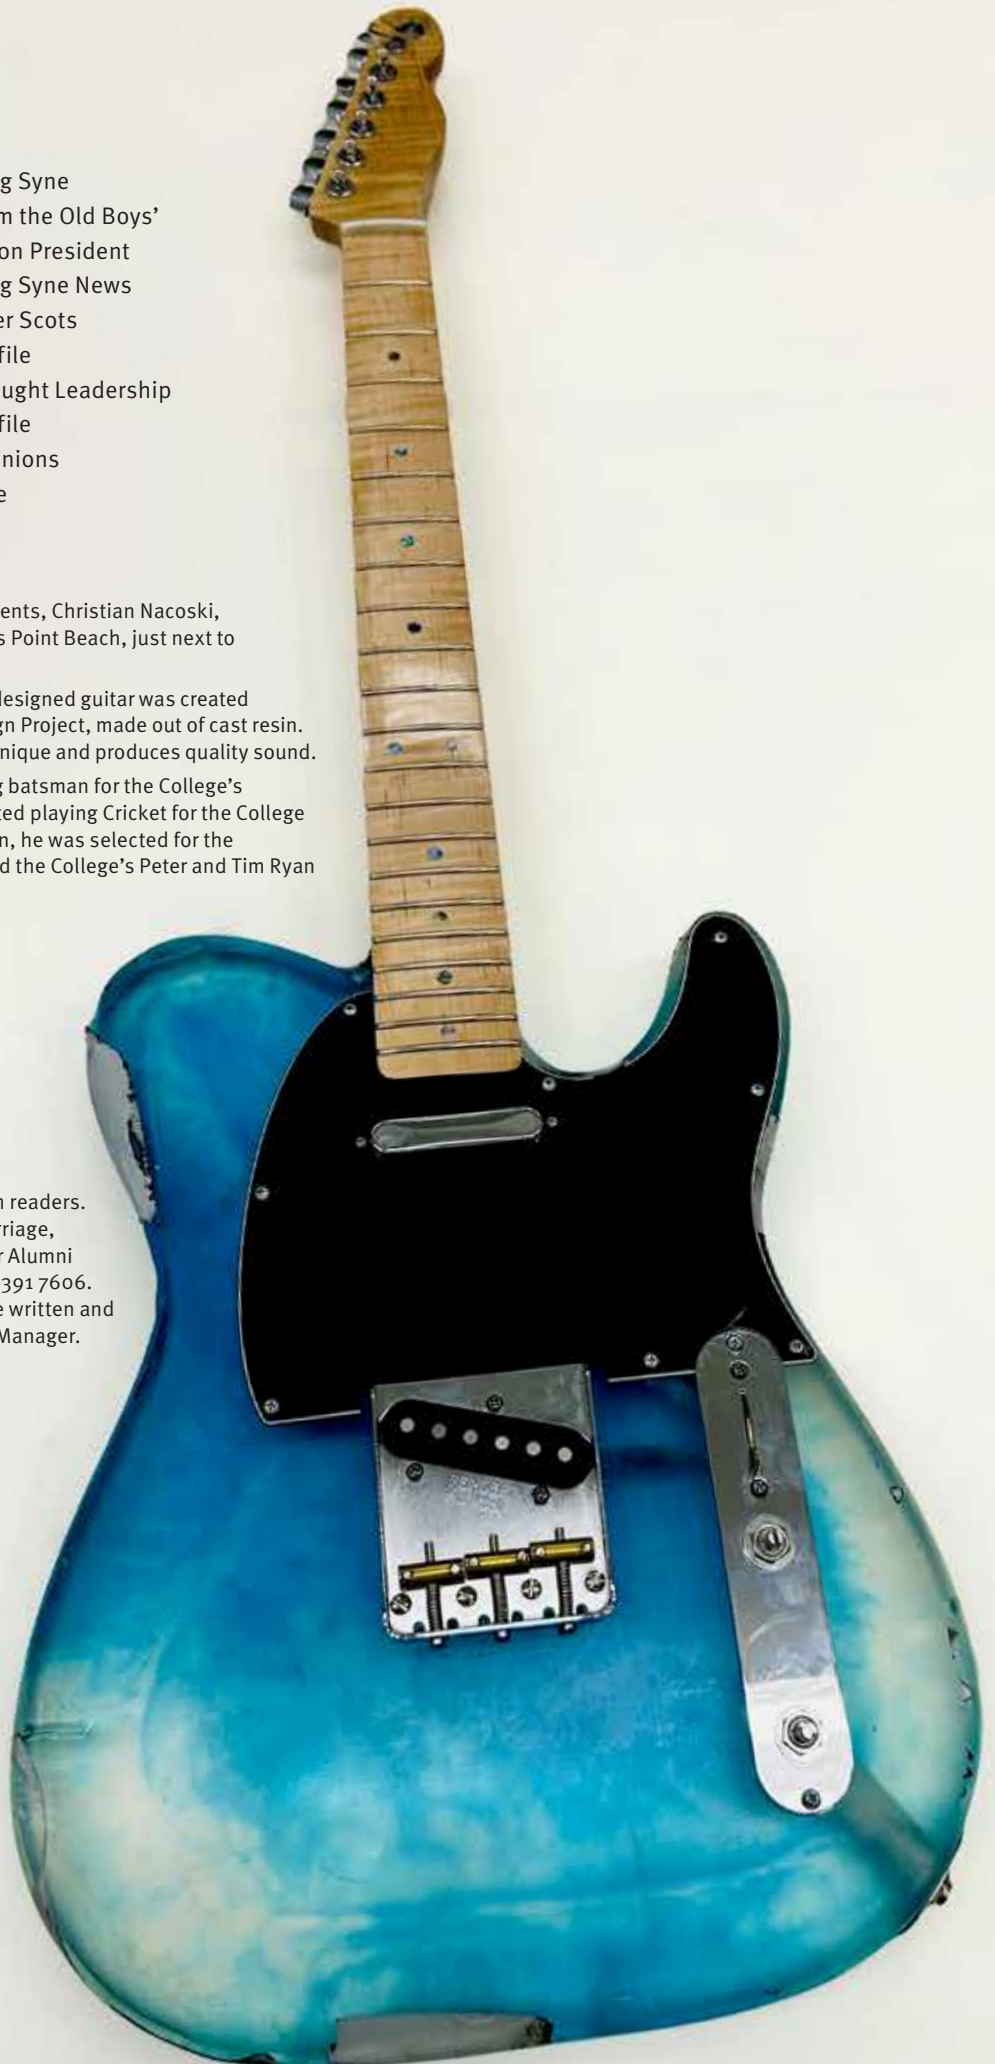 g Syne
m the Old Boys’
on President
g Syne News
er Scots
file
ught Leadership
file
nions
e
ents, Christian Nacoski,
s Point Beach, just next to
designed guitar was created
gn Project, made out of cast resin.
nique and produces quality sound.
g batsman for the College’s
ted playing Cricket for the College
n, he was selected for the
d the College’s Peter and Tim Ryan
n readers.
rriage,
r Alumni
391 7606.
e written and
Manager.